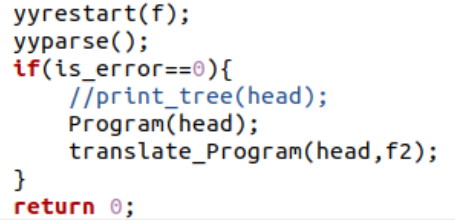 yyrestart(f);
yyparse();
if(is_error==0){
    //print_tree(head);
    Program(head);
    translate_Program(head,f2);
}
return 0;